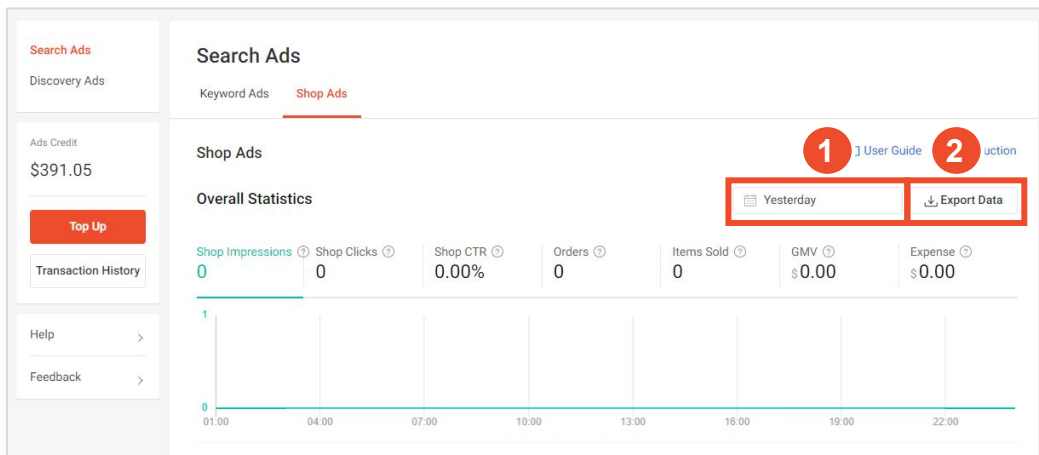 Search Ads
Discovery Ads
Ads Credit
$391.05
Top Up
Transaction History
Help
Feedback
Search Ads
Keyword Ads Shop Ads
Shop Ads
1 User Guide 2 uction
Overall Statistics
Yesterday Export Data
Shop Impressions Shop Clicks Shop CTR Orders Items Sold GMV Expense
0 0 0.00% 0 0 $0.00 $0.00
1
0
01:00 04:00 07:00 10:00 13:00 16:00 19:00 22:00